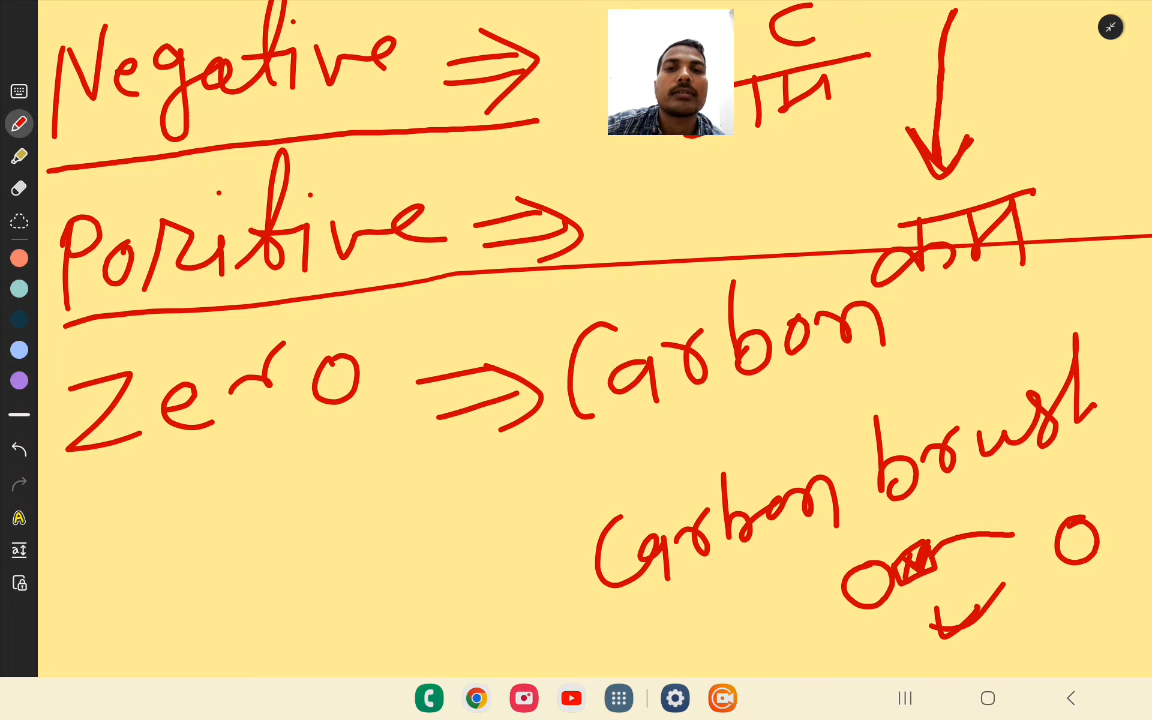 Negative ⇒ C
Positive ⇒
Zero ⇒ Carbon
Carbon brush